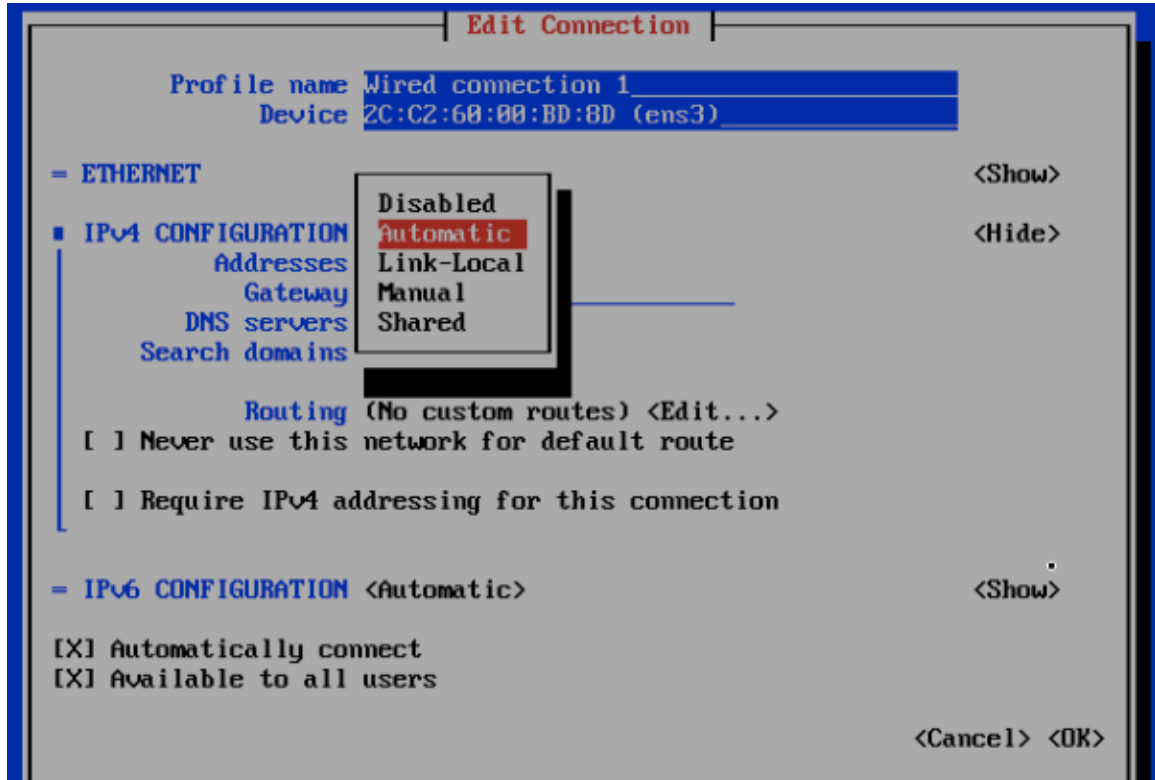 Edit Connection
Profile name Wired connection 1
Device 2C:C2:60:00:BD:8D (ens3)
= ETHERNET <Show>
Disabled
IPv4 CONFIGURATION Automatic <Hide>
Addresses Link-Local
Gateway Manual
DNS servers Shared
Search domains
Routing (No custom routes) <Edit...>
[ ] Never use this network for default route
[ ] Require IPv4 addressing for this connection
= IPv6 CONFIGURATION <Automatic> <Show>
[X] Automatically connect
[X] Available to all users
<Cancel> <OK>